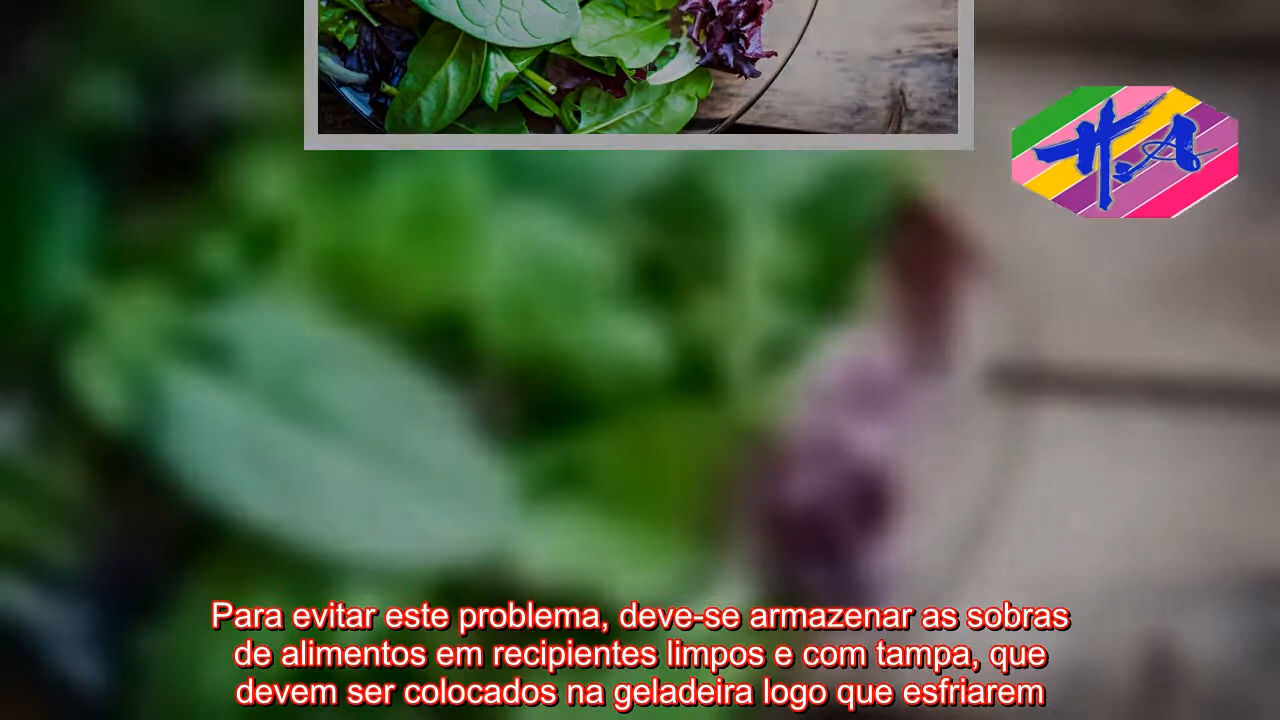 H.A
Para evitar este problema, deve-se armazenar as sobras
de alimentos em recipientes limpos e com tampa, que
devem ser colocados na geladeira logo que esfriarem